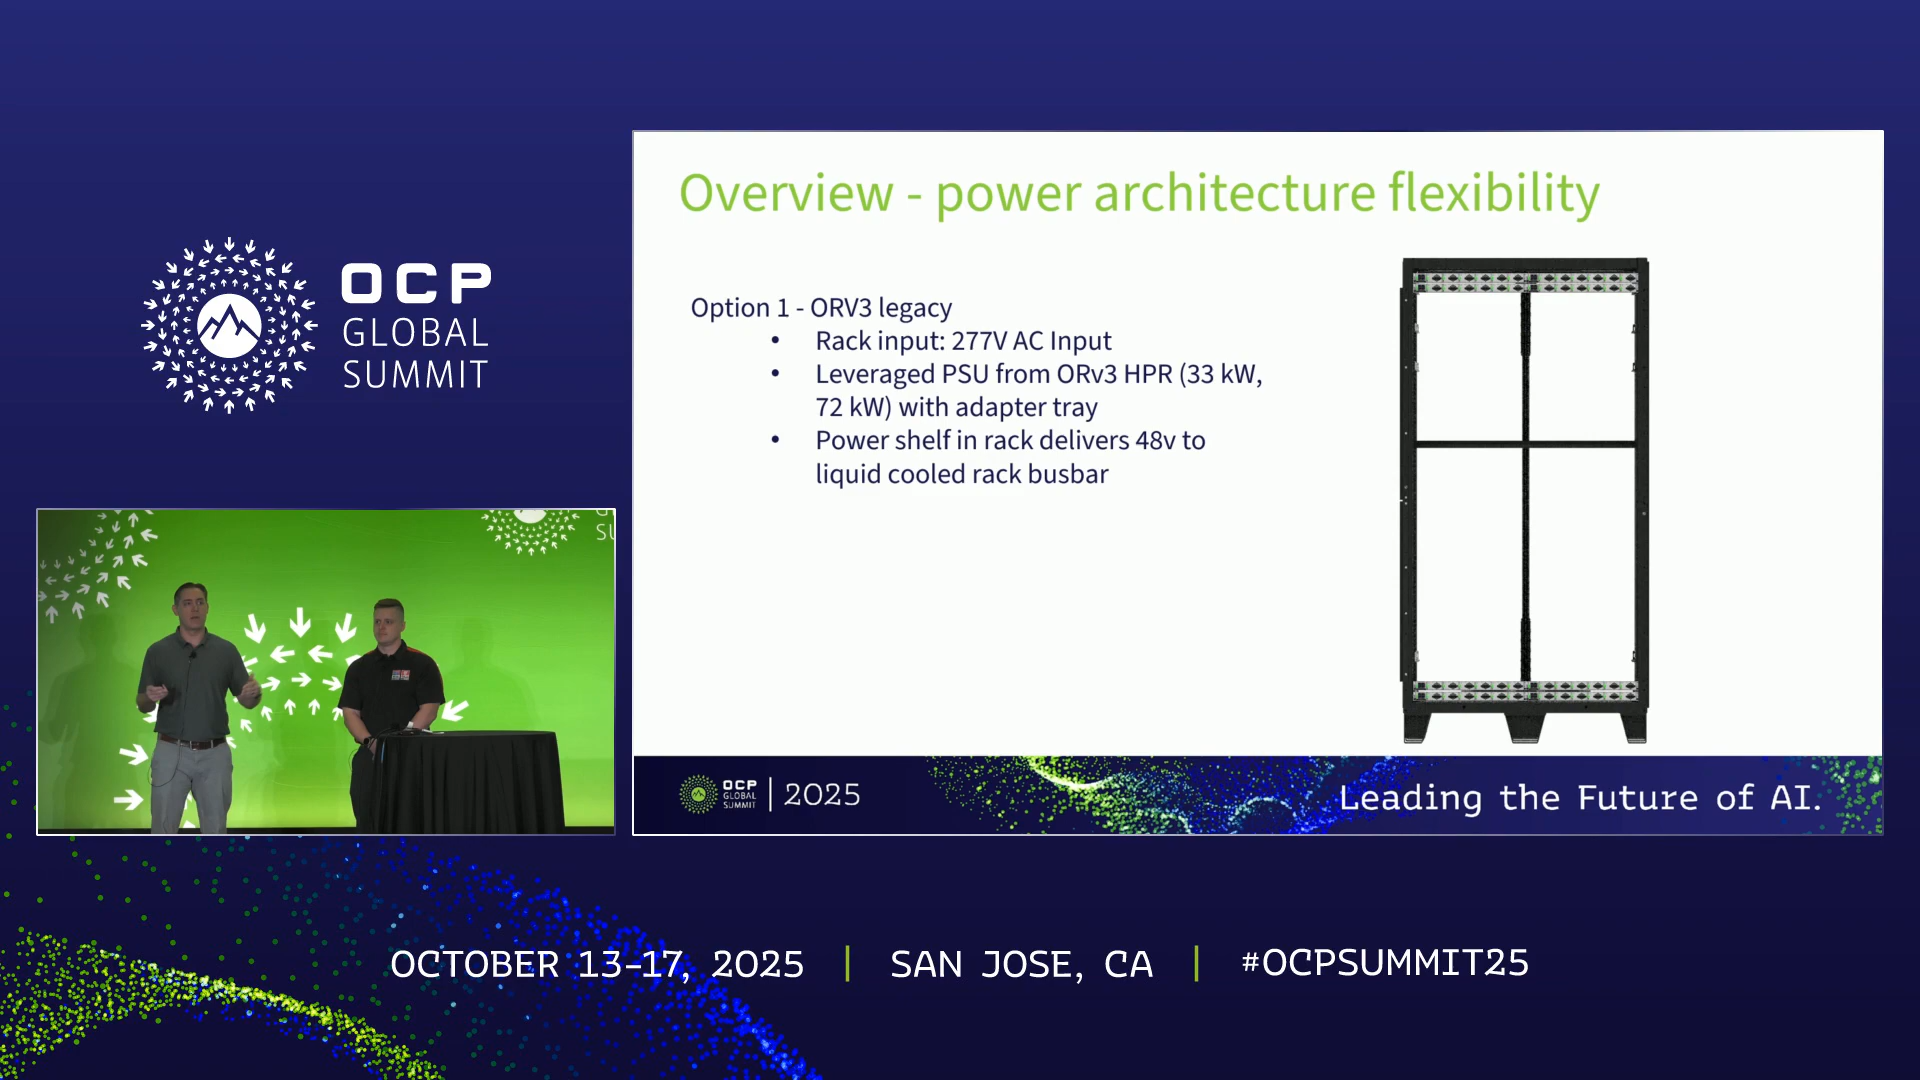 OCP
GLOBAL
SUMMIT
Overview - power architecture flexibility
Option 1 - ORV3 legacy
• Rack input: 277V AC Input
• Leveraged PSU from ORv3 HPR (33 kW,
72 kW) with adapter tray
• Power shelf in rack delivers 48v to
liquid cooled rack busbar
G
SU
OCP
GLOBAL
SUMMIT
2025
Leading the Future of AI.
OCTOBER 13-17, 2025 | SAN JOSE, CA | #OCPSUMMIT25